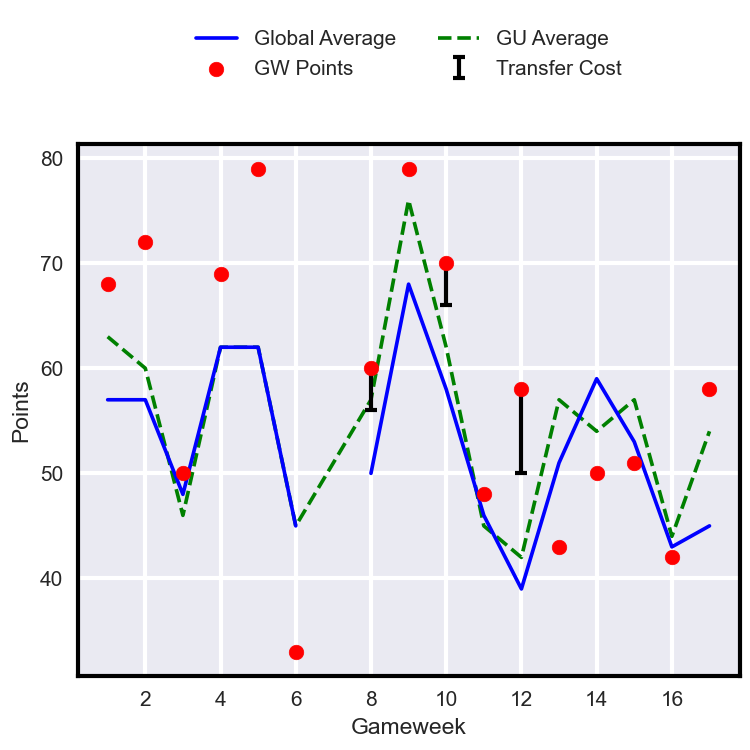 Global Average
GU Average
GW Points
Transfer Cost
80
70
60
50
40
Points
2 4 6 8 10 12 14 16
Gameweek